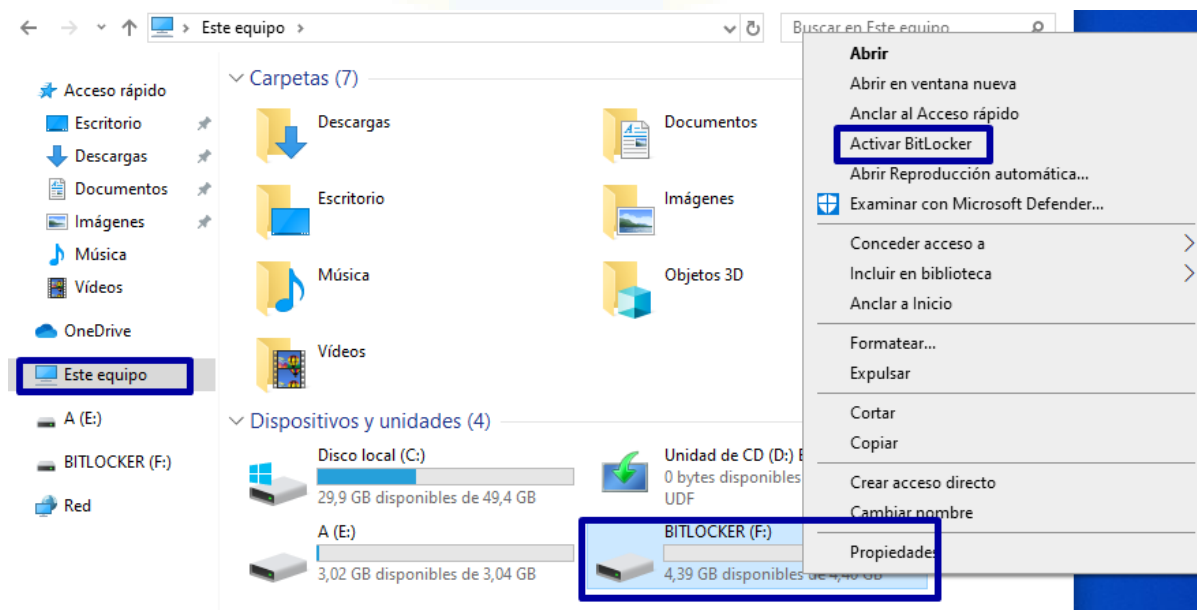 Este equipo
Buscar en Este equipo
Acceso rápido
Escritorio
Descargas
Documentos
Imágenes
Música
Vídeos
OneDrive
Este equipo
A (E:)
BITLOCKER (F:)
Red
Carpetas (7)
Descargas
Documentos
Escritorio
Imágenes
Música
Objetos 3D
Vídeos
Dispositivos y unidades (4)
Disco local (C:)
29,9 GB disponibles de 49,4 GB
Unidad de CD (D:)
0 bytes disponibles
UDF
A (E:)
3,02 GB disponibles de 3,04 GB
BITLOCKER (F:)
4,39 GB disponibles de 4,40 GB
Abrir
Abrir en ventana nueva
Anclar al Acceso rápido
Activar BitLocker
Abrir Reproducción automática...
Examinar con Microsoft Defender...
Conceder acceso a
Incluir en biblioteca
Anclar a Inicio
Formatear...
Expulsar
Cortar
Copiar
Crear acceso directo
Cambiar nombre
Propiedades